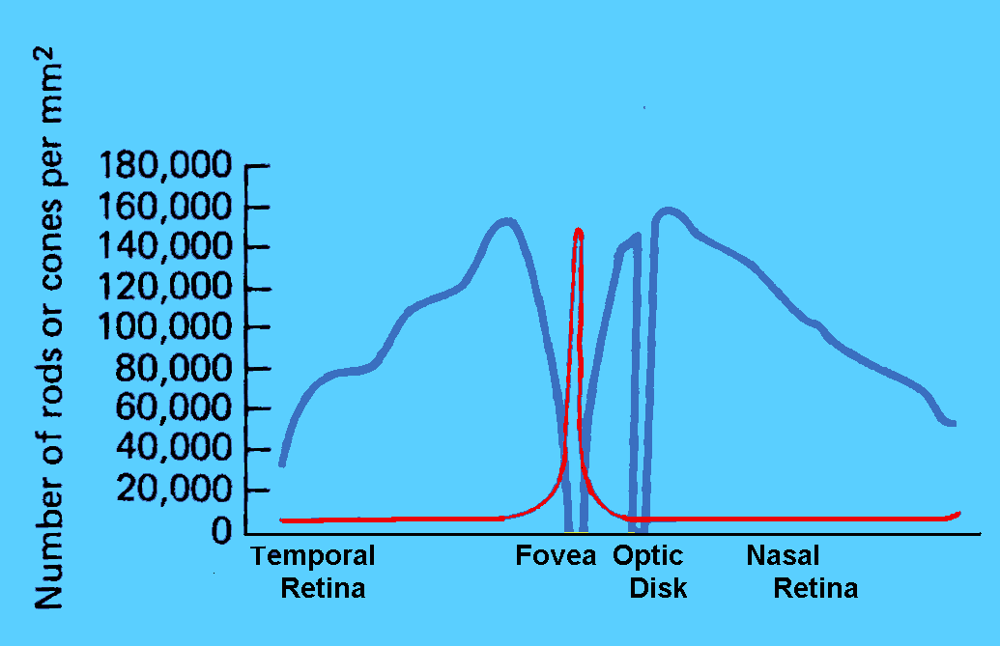 Number of rods or cones per mm²
180,000
160,000
140,000
120,000
100,000
80,000
60,000
40,000
20,000
0
Temporal Retina
Fovea
Optic Disk
Nasal Retina